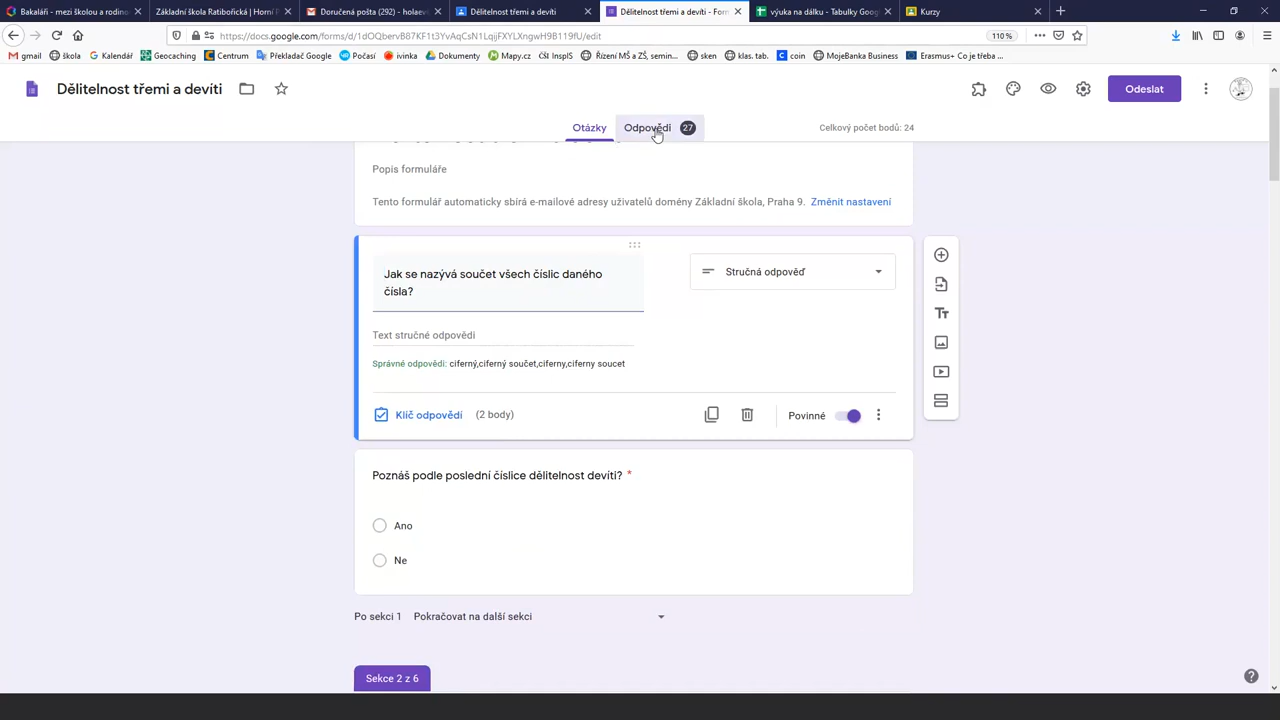 Bakaláři - mezi školou a rodino
Základní škola Ratibořická | Horní P
Doručená pošta (292) - holaev
Dělitelnost třemi a devíti
Dělitelnost třemi a devíti - Form
výuka na dálku - Tabulky Goog
Kurzy
https://docs.google.com/forms/d/1dOQbervB87KF1t3YvAqCsN1LqjjFXYLXngwH9B119fU/edit
110 %
gmail
škola
Kalendář
Geocaching
Centrum
Překladač Google
Počasí
ivinka
Dokumenty
Mapy.cz
InspIS
Řízení MŠ a ZŠ, semin...
sken
klas. tab.
coin
MojeBanka Business
Erasmus+ Co je třeba ...
Dělitelnost třemi a devíti
Odeslat
Otázky
Odpovědi 27
Celkový počet bodů: 24
Popis formuláře
Tento formulář automaticky sbírá e-mailové adresy uživatelů domény Základní škola, Praha 9. Změnit nastavení
Jak se nazývá součet všech číslic daného
čísla?
Stručná odpověď
Text stručné odpovědi
Správné odpovědi: ciferný,ciferný součet,ciferny,ciferny soucet
Klíč odpovědí (2 body)
Povinné
Poznáš podle poslední číslice dělitelnost devíti? *
Ano
Ne
Po sekci 1 Pokračovat na další sekci
Sekce 2 z 6